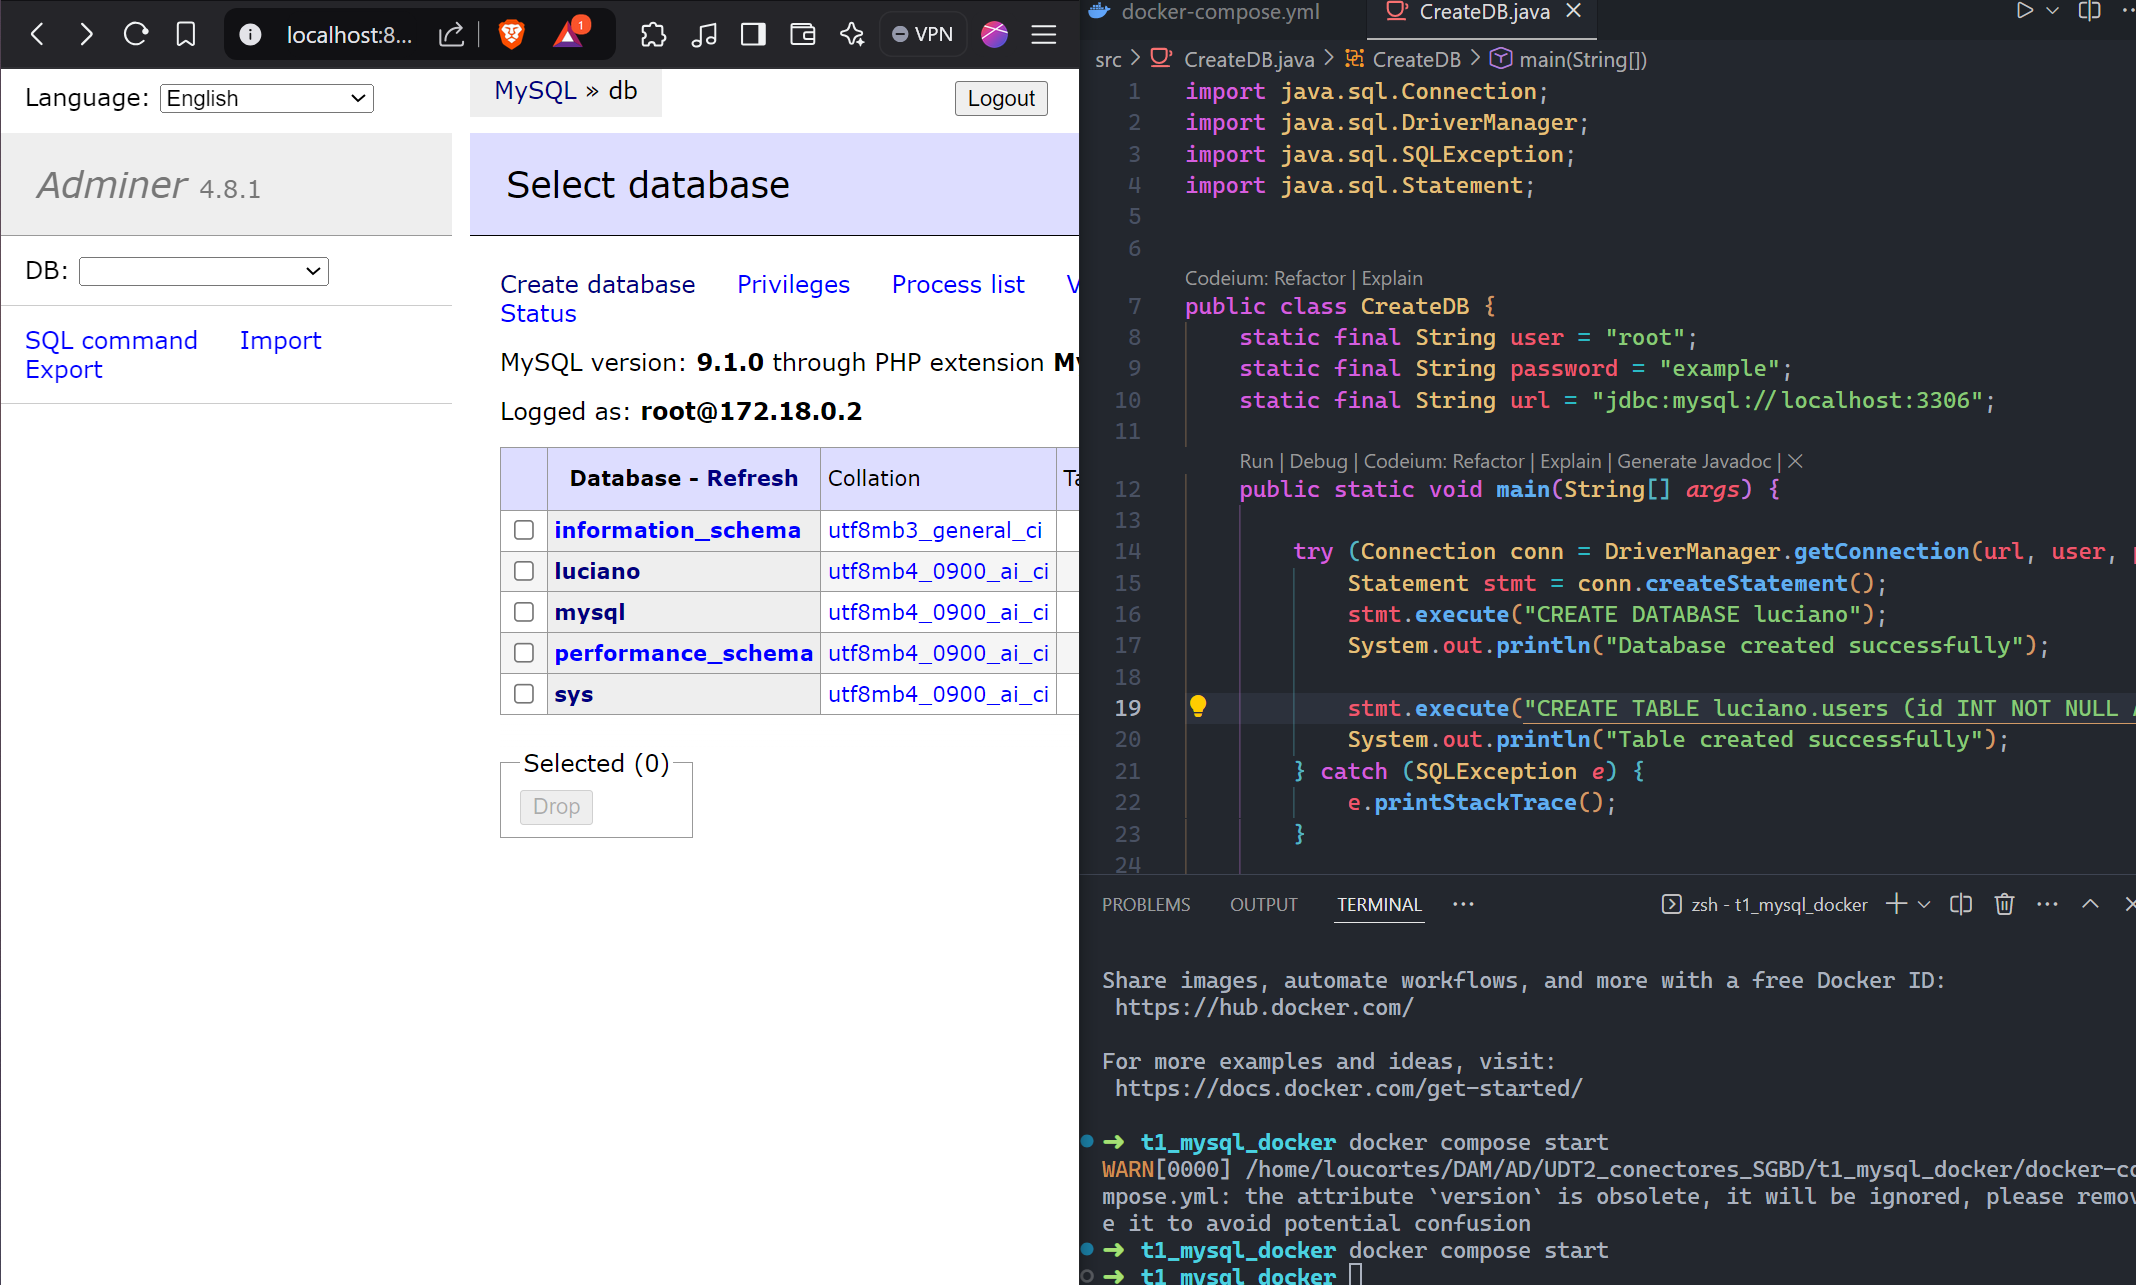 localhost:8...
1
VPN
Language: English
MySQL » db
Logout
Adminer 4.8.1
Select database
DB:
SQL command Import
Export
Create database Privileges Process list V
Status
MySQL version: 9.1.0 through PHP extension My
Logged as: root@172.18.0.2
Database - Refresh Collation Ta
information_schema utf8mb3_general_ci
luciano utf8mb4_0900_ai_ci
mysql utf8mb4_0900_ai_ci
performance_schema utf8mb4_0900_ai_ci
sys utf8mb4_0900_ai_ci
Selected (0)
Drop
docker-compose.yml CreateDB.java
src > CreateDB.java > CreateDB > main(String[])
1 import java.sql.Connection;
2 import java.sql.DriverManager;
3 import java.sql.SQLException;
4 import java.sql.Statement;
5
6
Codeium: Refactor | Explain
7 public class CreateDB {
8 static final String user = "root";
9 static final String password = "example";
10 static final String url = "jdbc:mysql://localhost:3306";
11
Run | Debug | Codeium: Refactor | Explain | Generate Javadoc | ×
12 public static void main(String[] args) {
13
14 try (Connection conn = DriverManager.getConnection(url, user, p
15 Statement stmt = conn.createStatement();
16 stmt.execute("CREATE DATABASE luciano");
17 System.out.println("Database created successfully");
18
19 stmt.execute("CREATE TABLE luciano.users (id INT NOT NULL A
20 System.out.println("Table created successfully");
21 } catch (SQLException e) {
22 e.printStackTrace();
23 }
24
PROBLEMS OUTPUT TERMINAL ··· zsh - t1_mysql_docker
Share images, automate workflows, and more with a free Docker ID:
https://hub.docker.com/
For more examples and ideas, visit:
https://docs.docker.com/get-started/
➜ t1_mysql_docker docker compose start
WARN[0000] /home/loucortes/DAM/AD/UDT2_conectores_SGBD/t1_mysql_docker/docker-co
mpose.yml: the attribute `version` is obsolete, it will be ignored, please remov
e it to avoid potential confusion
➜ t1_mysql_docker docker compose start
➜ t1_mysql_docker